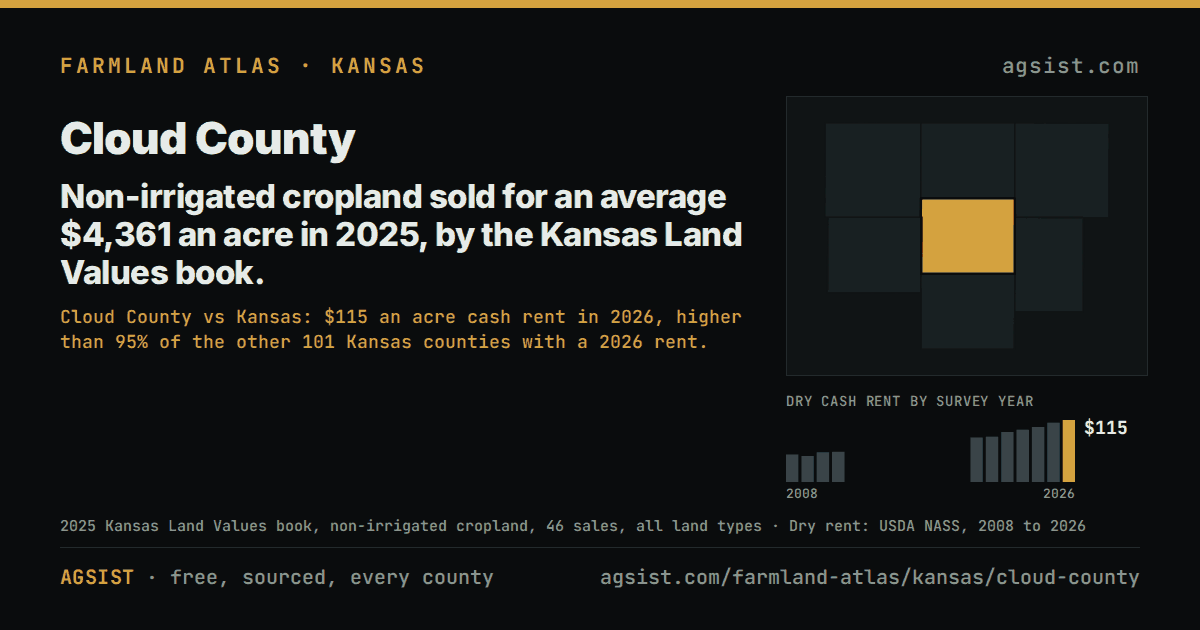 FARMLAND ATLAS · KANSAS
agsist.com
Cloud County
Non-irrigated cropland sold for an average
$4,361 an acre in 2025, by the Kansas Land
Values book.
Cloud County vs Kansas: $115 an acre cash rent in 2026, higher
than 95% of the other 101 Kansas counties with a 2026 rent.
DRY CASH RENT BY SURVEY YEAR
$115
2008
2026
2025 Kansas Land Values book, non-irrigated cropland, 46 sales, all land types · Dry rent: USDA NASS, 2008 to 2026
AGSIST · free, sourced, every county
agsist.com/farmland-atlas/kansas/cloud-county